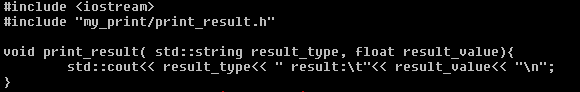 #include <iostream>
#include "my_print/print_result.h"
void print_result( std::string result_type, float result_value){
        std::cout<< result_type<< " result:\t"<< result_value<< "\n";
}